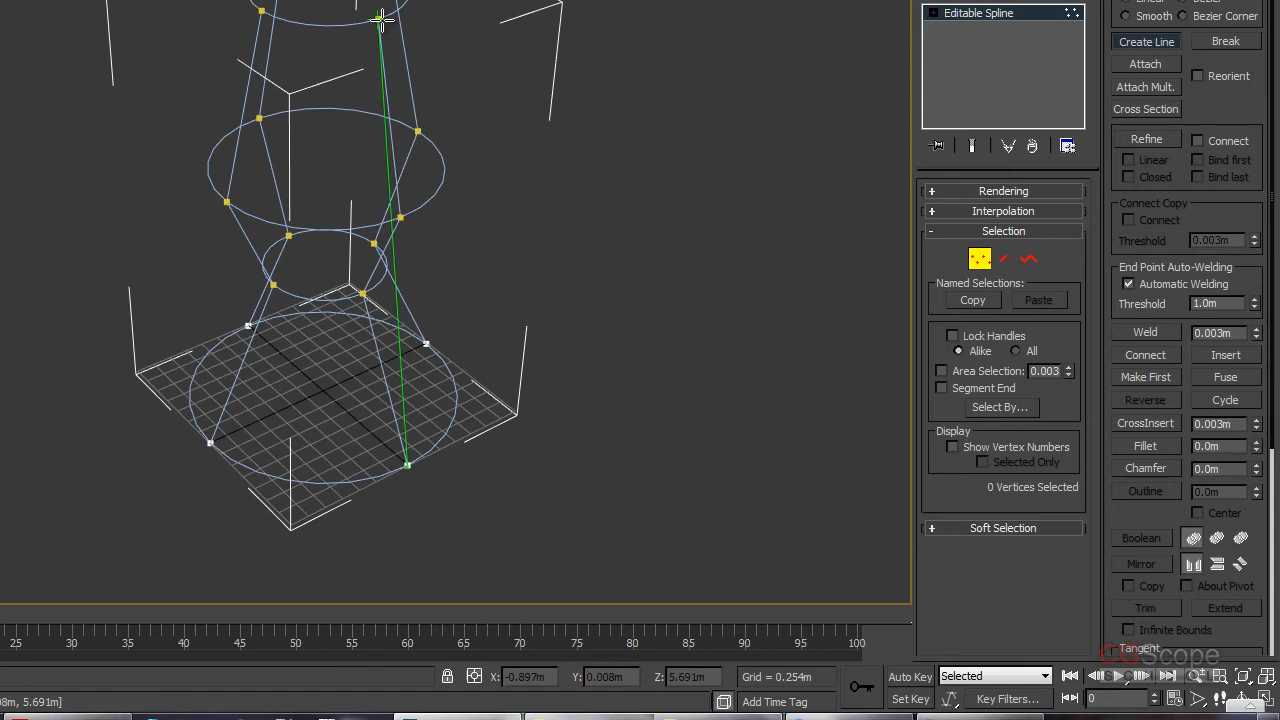 Editable Spline
Smooth
Bezier Corner
Create Line
Break
Attach
Reorient
Attach Mult.
Cross Section
Refine
Connect
Linear
Bind first
Closed
Bind last
Connect Copy
Connect
Threshold
0.003m
End Point Auto-Welding
Automatic Welding
Threshold
1.0m
Weld
0.003m
Connect
Insert
Make First
Fuse
Reverse
Cycle
CrossInsert
0.003m
Fillet
0.0m
Chamfer
0.0m
Outline
0.0m
Center
Boolean
Mirror
Copy
About Pivot
Trim
Extend
Infinite Bounds
Tangent
+ Rendering
+ Interpolation
- Selection
Named Selections:
Copy
Paste
Lock Handles
Alike
All
Area Selection: 0.003
Segment End
Select By...
Display
Show Vertex Numbers
Selected Only
0 Vertices Selected
+ Soft Selection
CGScope
25 30 35 40 45 50 55 60 65 70 75 80 85 90 95 100
X: -0.897m Y: 0.008m Z: 5.691m Grid = 0.254m
Auto Key
Selected
8m, 5.691m]
Add Time Tag
Set Key
Key Filters...
0